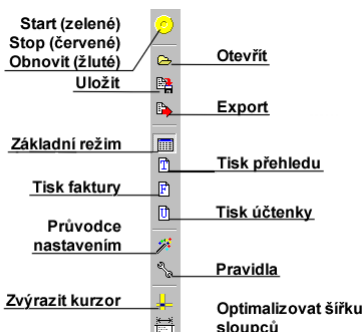 Start (zelené)
Stop (červené)
Obnovit (žluté)
Otevřít
Uložit
Export
Základní režim
Tisk přehledu
T
Tisk faktury
F
Tisk účtenky
U
Průvodce
nastavením
Pravidla
Zvýrazit kurzor
Optimalizovat šířku
sloupců